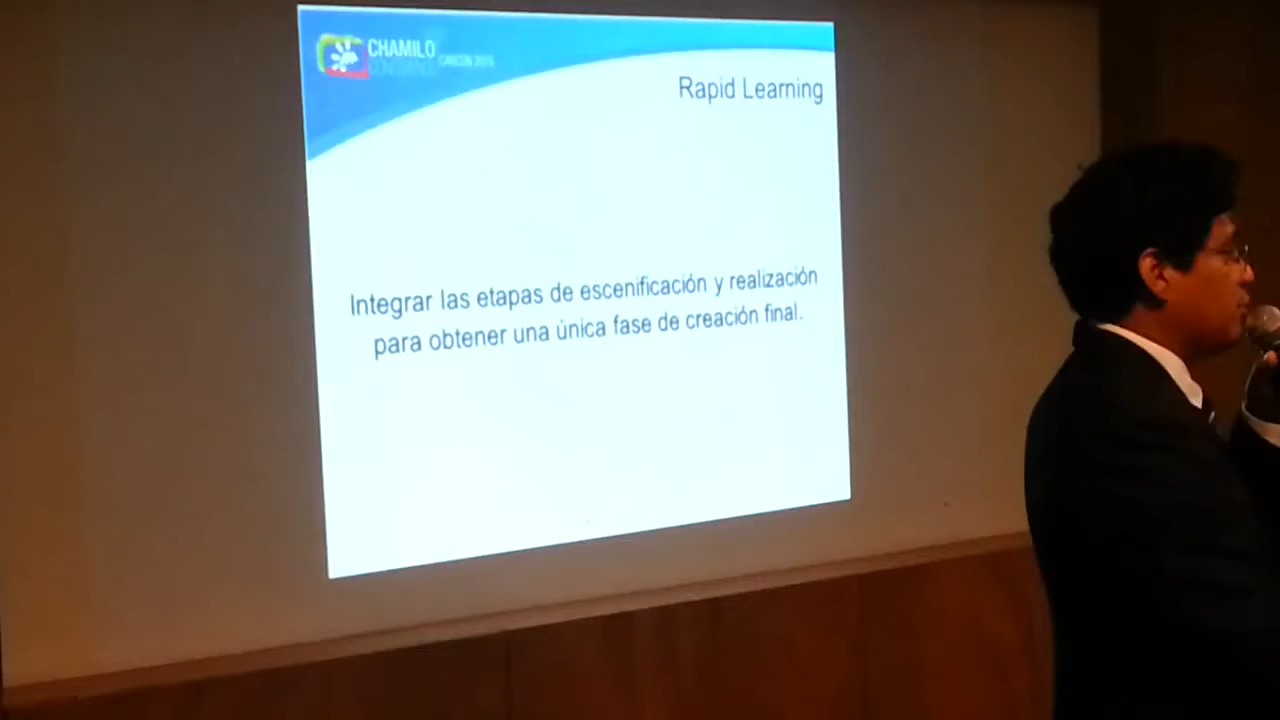 CHAMILO
CONFERENCE CANCÚN 2015
Rapid Learning
Integrar las etapas de escenificación y realización
para obtener una única fase de creación final.